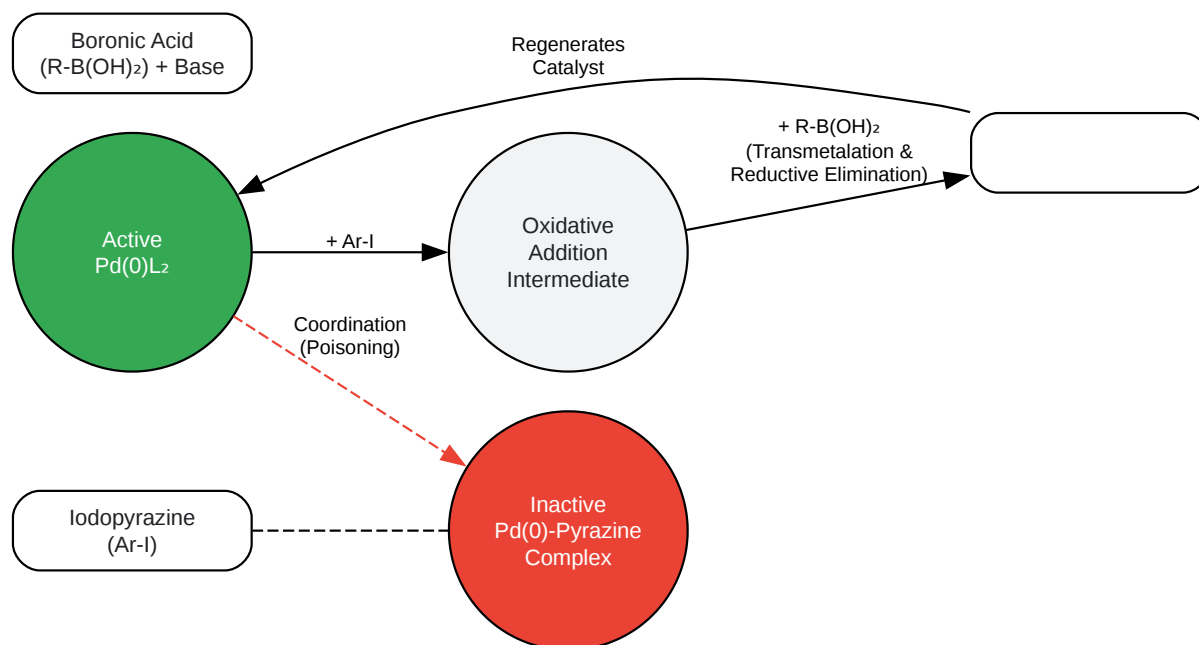 Boronic Acid
(R-B(OH)₂) + Base
Regenerates
Catalyst
+ R-B(OH)₂
(Transmetalation &
Reductive Elimination)
Active
Pd(0)L₂
+ Ar-I
Oxidative
Addition
Intermediate
Coordination
(Poisoning)
Iodopyrazine
(Ar-I)
Inactive
Pd(0)-Pyrazine
Complex